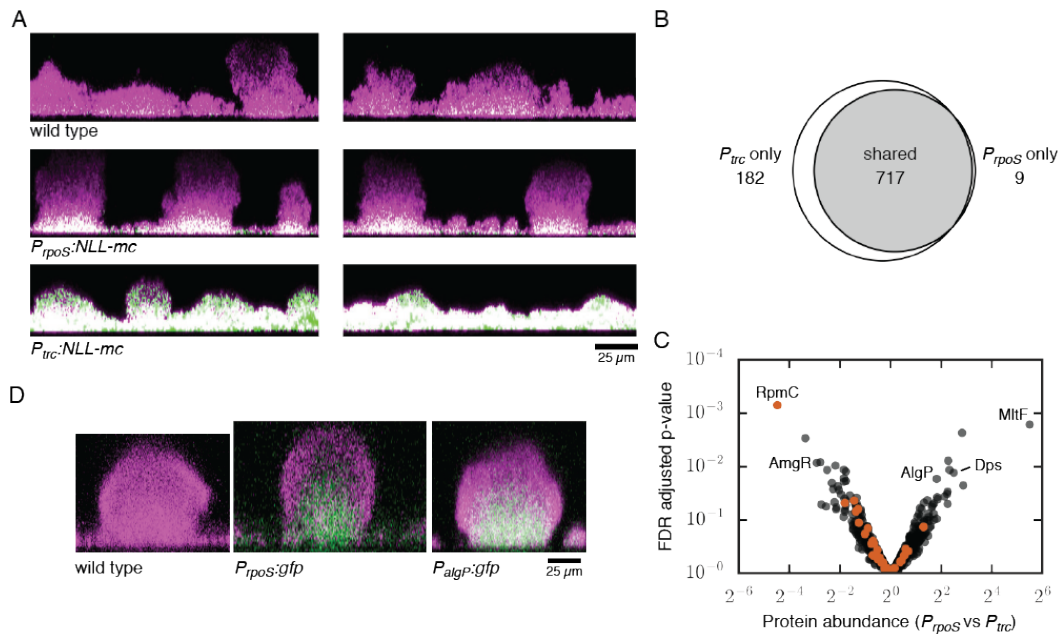 A
wild type
P_rpoS:NLL-mc
P_trc:NLL-mc
25 µm
B
P_trc only
182
shared
717
P_rpoS only
9
C
FDR adjusted p-value
10^-4
10^-3
10^-2
10^-1
10^-0
RpmC
MltF
AmgR
AlgP
Dps
2^-6 2^-4 2^-2 2^0 2^2 2^4 2^6
Protein abundance (P_rpoS vs P_trc)
D
wild type
P_rpoS:gfp
P_algP:gfp
25 µm